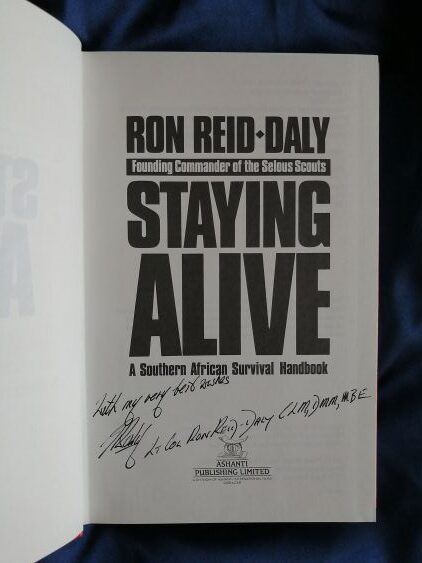 RON REID-DALY
Founding Commander of the Selous Scouts
STAYING
ALIVE
A Southern African Survival Handbook
With my very best wishes
Lt Col Ron Reid-Daly CLM, DMM, MBE
ASHANTI
PUBLISHING LIMITED